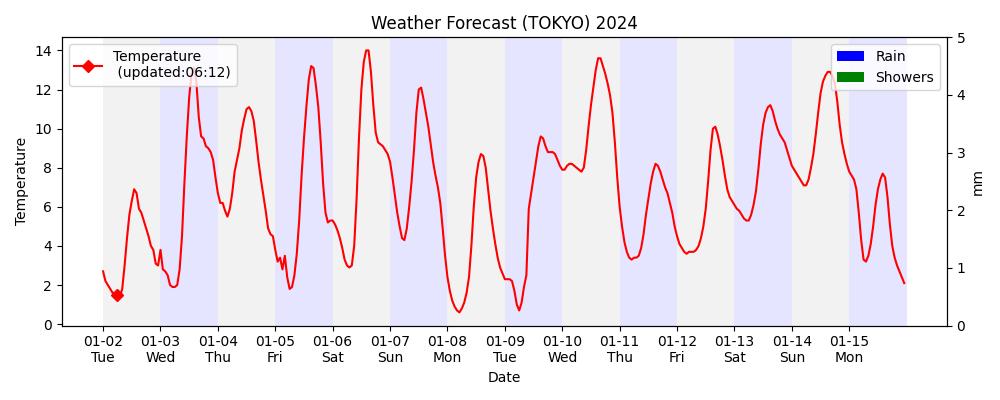 Weather Forecast (TOKYO) 2024
Temperature
(updated:06:12)
Rain
Showers
Temperature
14
12
10
8
6
4
2
0
5
4
3
2
1
0
mm
01-02 01-03 01-04 01-05 01-06 01-07 01-08 01-09 01-10 01-11 01-12 01-13 01-14 01-15
Tue Wed Thu Fri Sat Sun Mon Tue Wed Thu Fri Sat Sun Mon
Date